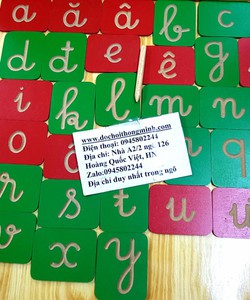 a ă â b c
d đ e ê g
i k l m n
www.dochoithongminh.com
Điện thoại: 0945802244
Địa chỉ: Nhà A2/2 ng. 126
Hoàng Quốc Việt, HN
Zalo:0945802244
Địa chỉ duy nhất trong ngõ
o q
r s t u ư
v x y